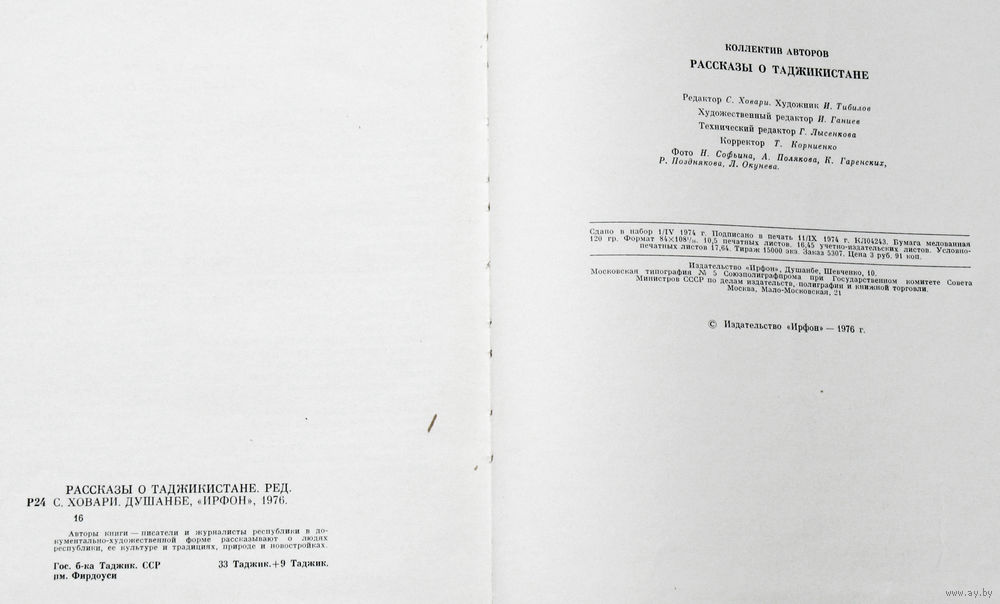 РАССКАЗЫ О ТАДЖИКИСТАНЕ. РЕД.
Р24 С. ХОВАРИ. ДУШАНБЕ, «ИРФОН», 1976.
16
Авторы книги — писатели и журналисты республики в до-
кументально-художественной форме рассказывают о людях
республики, ее культуре и традициях, природе и новостройках.
Гос. б-ка Таджик. ССР 33 Таджик.+9 Таджик.
им. Фирдоуси
КОЛЛЕКТИВ АВТОРОВ
РАССКАЗЫ О ТАДЖИКИСТАНЕ
Редактор С. Ховари. Художник И. Тибилов
Художественный редактор И. Ганиев
Технический редактор Г. Лысенкова
Корректор Т. Корниенко
Фото Н. Софьина, А. Полякова, К. Гаренских,
Р. Позднякова, Л. Окунева.
Сдано в набор 1/IV 1974 г. Подписано в печать 11/IX 1974 г. КЛ04243. Бумага мелованная
120 гр. Формат 84×108¹/₁₆. 10,5 печатных листов. 16,45 учетно-издательских листов. Условно-
печатных листов 17,64. Тираж 15000 экз. Заказ 5307. Цена 3 руб. 91 коп.
Издательство «Ирфон», Душанбе, Шевченко, 10.
Московская типография № 5 Союзполиграфпрома при Государственном комитете Совета
Министров СССР по делам издательств, полиграфии и книжной торговли.
Москва, Мало-Московская, 21
© Издательство «Ирфон» — 1976 г.
www.ay.by